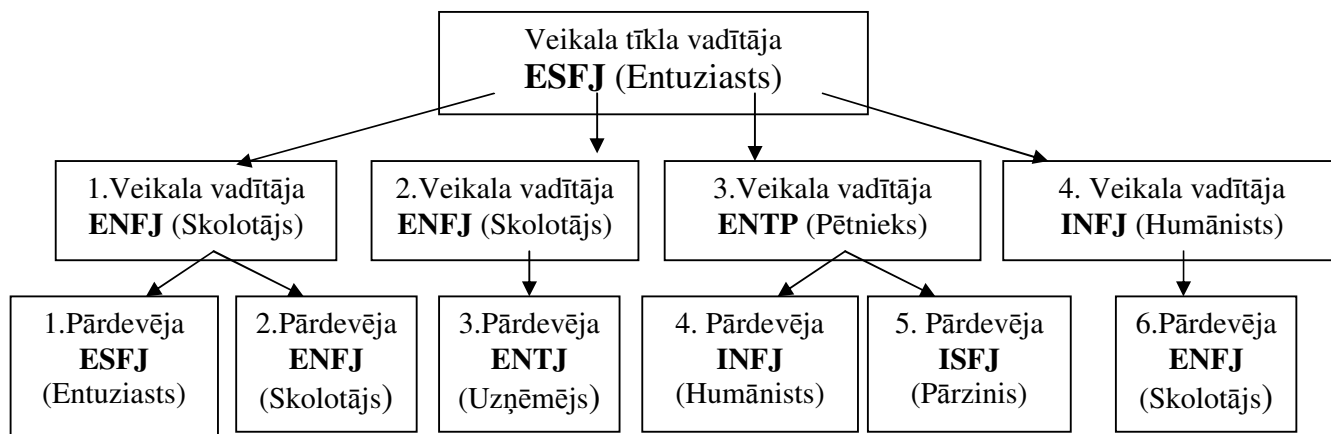 Veikala tīkla vadītāja
ESFJ (Entuziasts)
1.Veikala vadītāja
ENFJ (Skolotājs)
2.Veikala vadītāja
ENFJ (Skolotājs)
3.Veikala vadītāja
ENTP (Pētnieks)
4. Veikala vadītāja
INFJ (Humānists)
1.Pārdevēja
ESFJ
(Entuziasts)
2.Pārdevēja
ENFJ
(Skolotājs)
3.Pārdevēja
ENTJ
(Uzņēmējs)
4. Pārdevēja
INFJ
(Humānists)
5. Pārdevēja
ISFJ
(Pārzinis)
6.Pārdevēja
ENFJ
(Skolotājs)